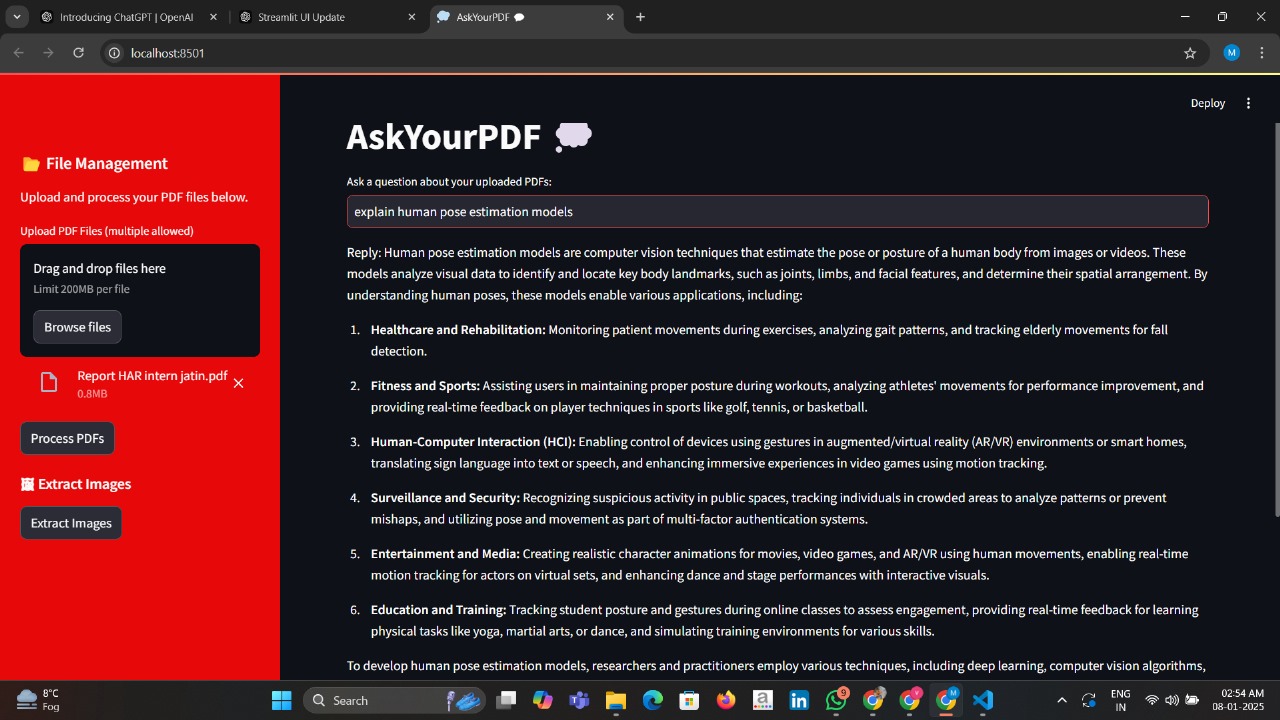 Introducing ChatGPT | OpenAI
Streamlit UI Update
AskYourPDF
localhost:8501
M
Deploy
File Management
Upload and process your PDF files below.
Upload PDF Files (multiple allowed)
Drag and drop files here
Limit 200MB per file
Browse files
Report HAR intern jatin.pdf
0.8MB
Process PDFs
Extract Images
Extract Images
AskYourPDF
Ask a question about your uploaded PDFs:
explain human pose estimation models
Reply: Human pose estimation models are computer vision techniques that estimate the pose or posture of a human body from images or videos. These
models analyze visual data to identify and locate key body landmarks, such as joints, limbs, and facial features, and determine their spatial arrangement. By
understanding human poses, these models enable various applications, including:
1. Healthcare and Rehabilitation: Monitoring patient movements during exercises, analyzing gait patterns, and tracking elderly movements for fall
detection.
2. Fitness and Sports: Assisting users in maintaining proper posture during workouts, analyzing athletes' movements for performance improvement, and
providing real-time feedback on player techniques in sports like golf, tennis, or basketball.
3. Human-Computer Interaction (HCI): Enabling control of devices using gestures in augmented/virtual reality (AR/VR) environments or smart homes,
translating sign language into text or speech, and enhancing immersive experiences in video games using motion tracking.
4. Surveillance and Security: Recognizing suspicious activity in public spaces, tracking individuals in crowded areas to analyze patterns or prevent
mishaps, and utilizing pose and movement as part of multi-factor authentication systems.
5. Entertainment and Media: Creating realistic character animations for movies, video games, and AR/VR using human movements, enabling real-time
motion tracking for actors on virtual sets, and enhancing dance and stage performances with interactive visuals.
6. Education and Training: Tracking student posture and gestures during online classes to assess engagement, providing real-time feedback for learning
physical tasks like yoga, martial arts, or dance, and simulating training environments for various skills.
To develop human pose estimation models, researchers and practitioners employ various techniques, including deep learning, computer vision algorithms,
8°C
Fog
Search
9
ENG
IN
02:54 AM
08-01-2025